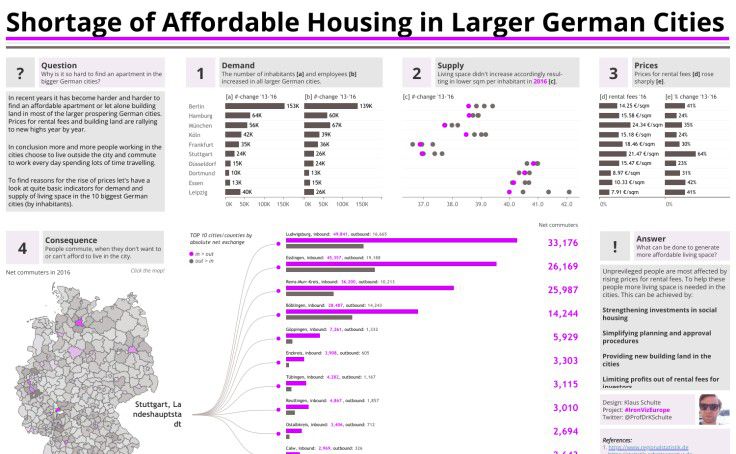 Shortage of Affordable Housing in Larger German Cities
?
Question
Why is it so hard to find an apartment in the
bigger German cities?
In recent years it has become harder and harder to
find an affordable apartment or let alone building
land in most of the larger prospering German cities.
Prices for rental fees and building land are rallying
to new highs year by year.
In conclusion more and more people working in the
cities choose to live outside the city and commute
to work every day spending lots of time travelling.
To find reasons for the rise of prices let's have a
look at quite basic indicators for demand and
supply of living space in the 10 biggest German
cities (by inhabitants).
1
Demand
The number of inhabitants (a) and employees (b)
increased in all larger German cities.
[a] #-change '13-'16
[b] #-change '13-'16
Berlin 153K 139K
Hamburg 64K 60K
München 56K 67K
Köln 42K 39K
Frankfurt 35K 36K
Stuttgart 24K 26K
Düsseldorf 15K 24K
Dortmund 10K 13K
Essen 13K 15K
Leipzig 40K 26K
0K 50K 100K 150K 0K 50K 100K 150K
2
Supply
Living space didn't increase accordingly resul-
ting in lower sqm per inhabitant in 2016 [c].
[c] #-change '13-'16
37.0 38.0 39.0 40.0 41.0 42.0
3
Prices
Prices for rental fees [d] rose
sharply [e].
[d] rental fees '16
[e] % change '13-'16
14.25 €/sqm 41%
15.58 €/sqm 24%
24.34 €/sqm 35%
15.18 €/sqm 24%
18.46 €/sqm 30%
21.47 €/sqm 64%
15.47 €/sqm 23%
8.97 €/sqm 31%
10.33 €/sqm 42%
7.91 €/sqm 41%
4
Consequence
People commute, when they don't want to
or can't afford to live in the city.
Net commuters in 2016
Click the map!
Stuttgart, La
ndeshauptsta
dt
TOP 10 cities/counties by
absolute net exchange
in > out
out > in
Net commuters
Ludwigsburg, inbound: 49,841, outbound: 16,665
33,176
Esslingen, inbound: 45,357, outbound: 19,188
26,169
Rems-Murr-Kreis, inbound: 36,200, outbound: 10,213
25,987
Böblingen, inbound: 28,487, outbound: 14,243
14,244
Göppingen, inbound: 7,261, outbound: 1,332
5,929
Enzkreis, inbound: 3,908, outbound: 605
3,303
Tübingen, inbound: 4,282, outbound: 1,167
3,115
Reutlingen, inbound: 4,867, outbound: 1,857
3,010
Ostalbkreis, inbound: 3,406, outbound: 712
2,694
Calw, inbound: 2,969, outbound: 326
!
Answer
What can be done to generate
more affordable living space?
Unprevileged people are most affected by
rising prices for rental fees. To help these
people more living space is needed in the
cities. This can be achieved by:
Strengthening investments in social
housing
Simplifying planning and approval
procedures
Providing new building land in the
cities
Limiting profits out of rental fees for
investors
Design: Klaus Schulte
Project: #IronVizEurope
Twitter: @ProfDrKSchulte
References:
1. https://www.regionalstatistik.de